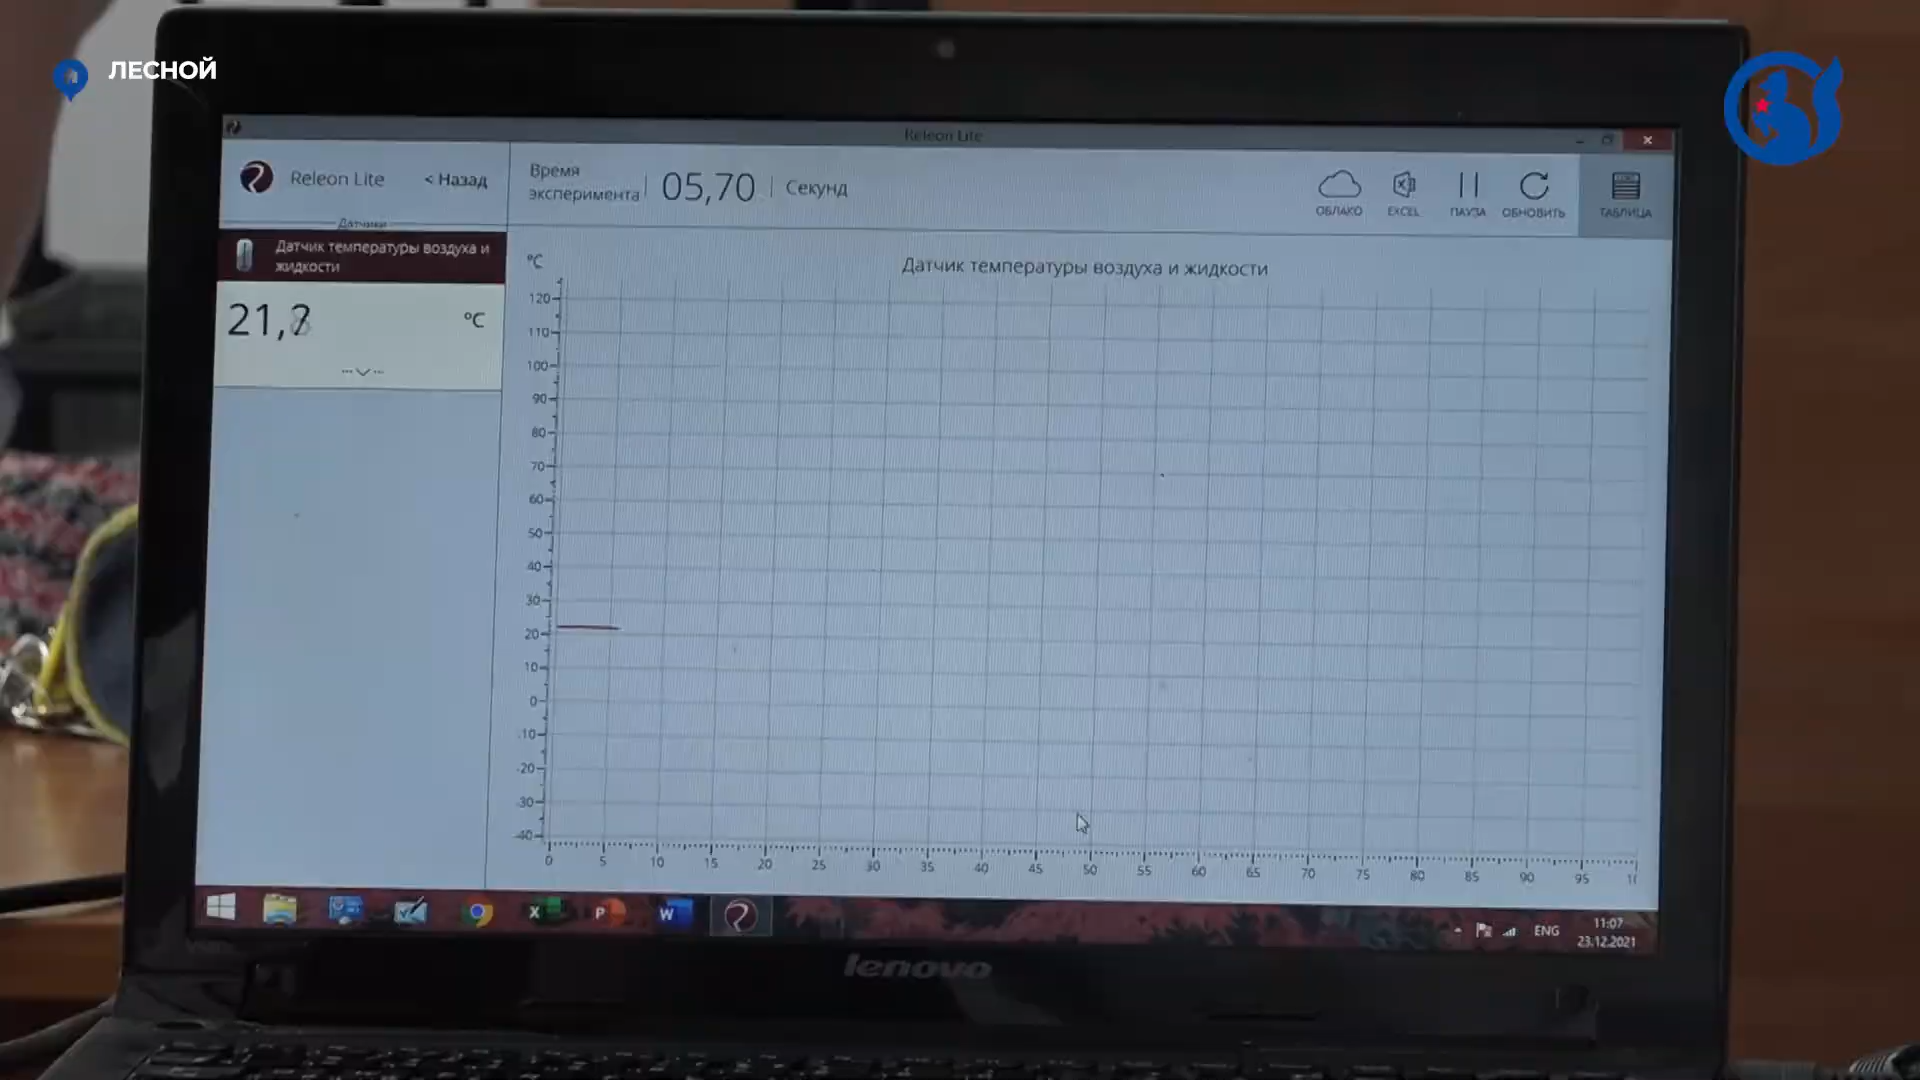 ЛЕСНОЙ
Releon Lite
Releon Lite
< Назад
Время
эксперимента
05,70
Секунд
ОБЛАКО
EXCEL
ПАУЗА
ОБНОВИТЬ
ТАБЛИЦА
Датчики
Датчик температуры воздуха и
жидкости
°C
°C
Датчик температуры воздуха и жидкости
120
110
100
90
80
70
60
50
40
30
20
10
0
-10
-20
-30
-40
0 5 10 15 20 25 30 35 40 45 50 55 60 65 70 75 80 85 90 95
ENG
11:07
23.12.2021
lenovo